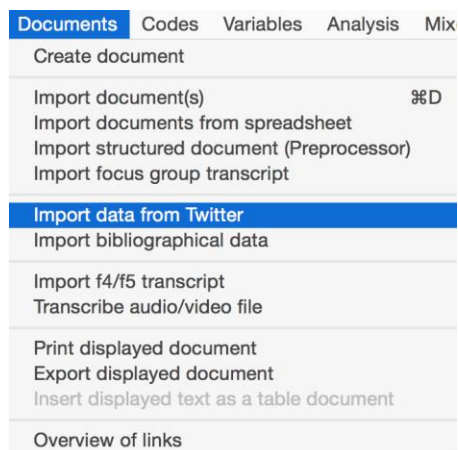 Documents Codes Variables Analysis Mix
Create document
Import document(s) ⌘D
Import documents from spreadsheet
Import structured document (Preprocessor)
Import focus group transcript
Import data from Twitter
Import bibliographical data
Import f4/f5 transcript
Transcribe audio/video file
Print displayed document
Export displayed document
Insert displayed text as a table document
Overview of links